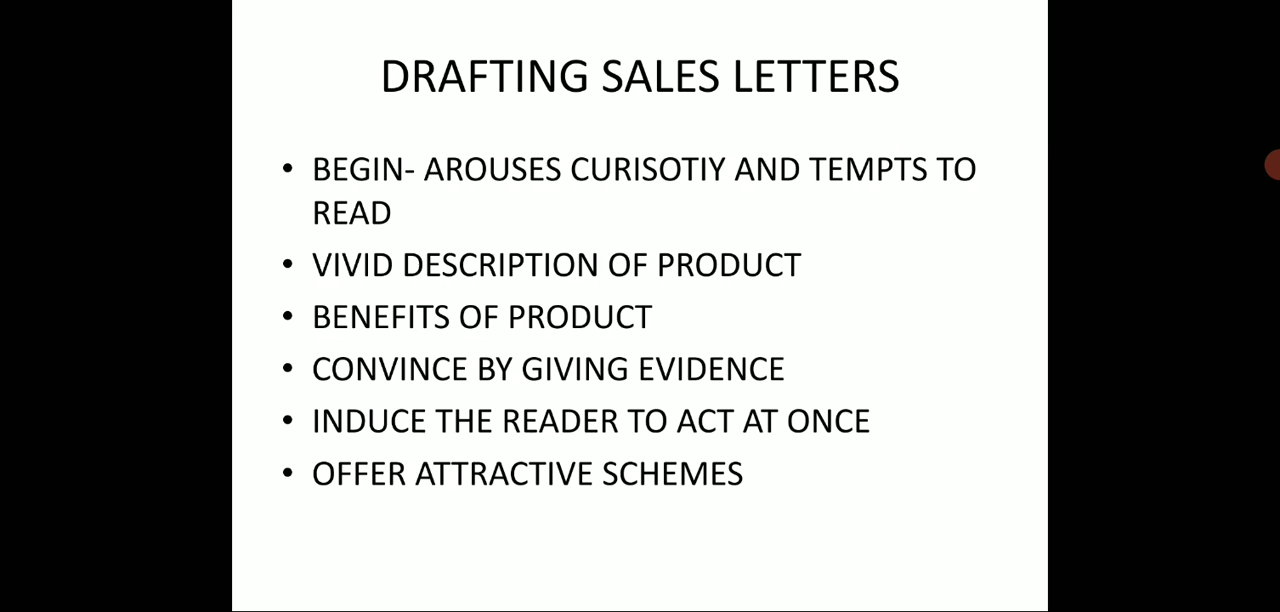 DRAFTING SALES LETTERS
• BEGIN- AROUSES CURISOTIY AND TEMPTS TO
READ
• VIVID DESCRIPTION OF PRODUCT
• BENEFITS OF PRODUCT
• CONVINCE BY GIVING EVIDENCE
• INDUCE THE READER TO ACT AT ONCE
• OFFER ATTRACTIVE SCHEMES